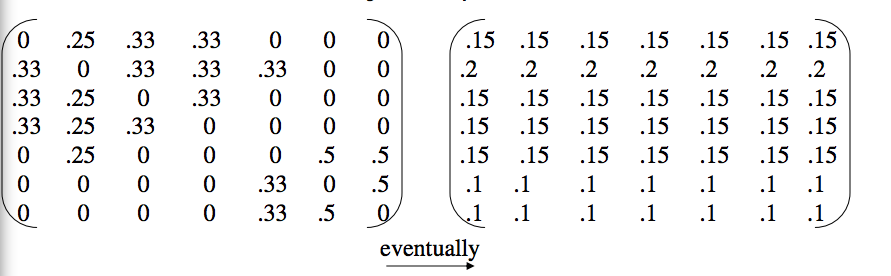 0 .25 .33 .33 0 0 0 .15 .15 .15 .15 .15 .15 .15
.33 0 .33 .33 .33 0 0 .2 .2 .2 .2 .2 .2 .2
.33 .25 0 .33 0 0 0 .15 .15 .15 .15 .15 .15 .15
.33 .25 .33 0 0 0 0 .15 .15 .15 .15 .15 .15 .15
0 .25 0 0 0 .5 .5 .15 .15 .15 .15 .15 .15 .15
0 0 0 0 .33 0 .5 .1 .1 .1 .1 .1 .1 .1
0 0 0 0 .33 .5 0 .1 .1 .1 .1 .1 .1 .1
eventually